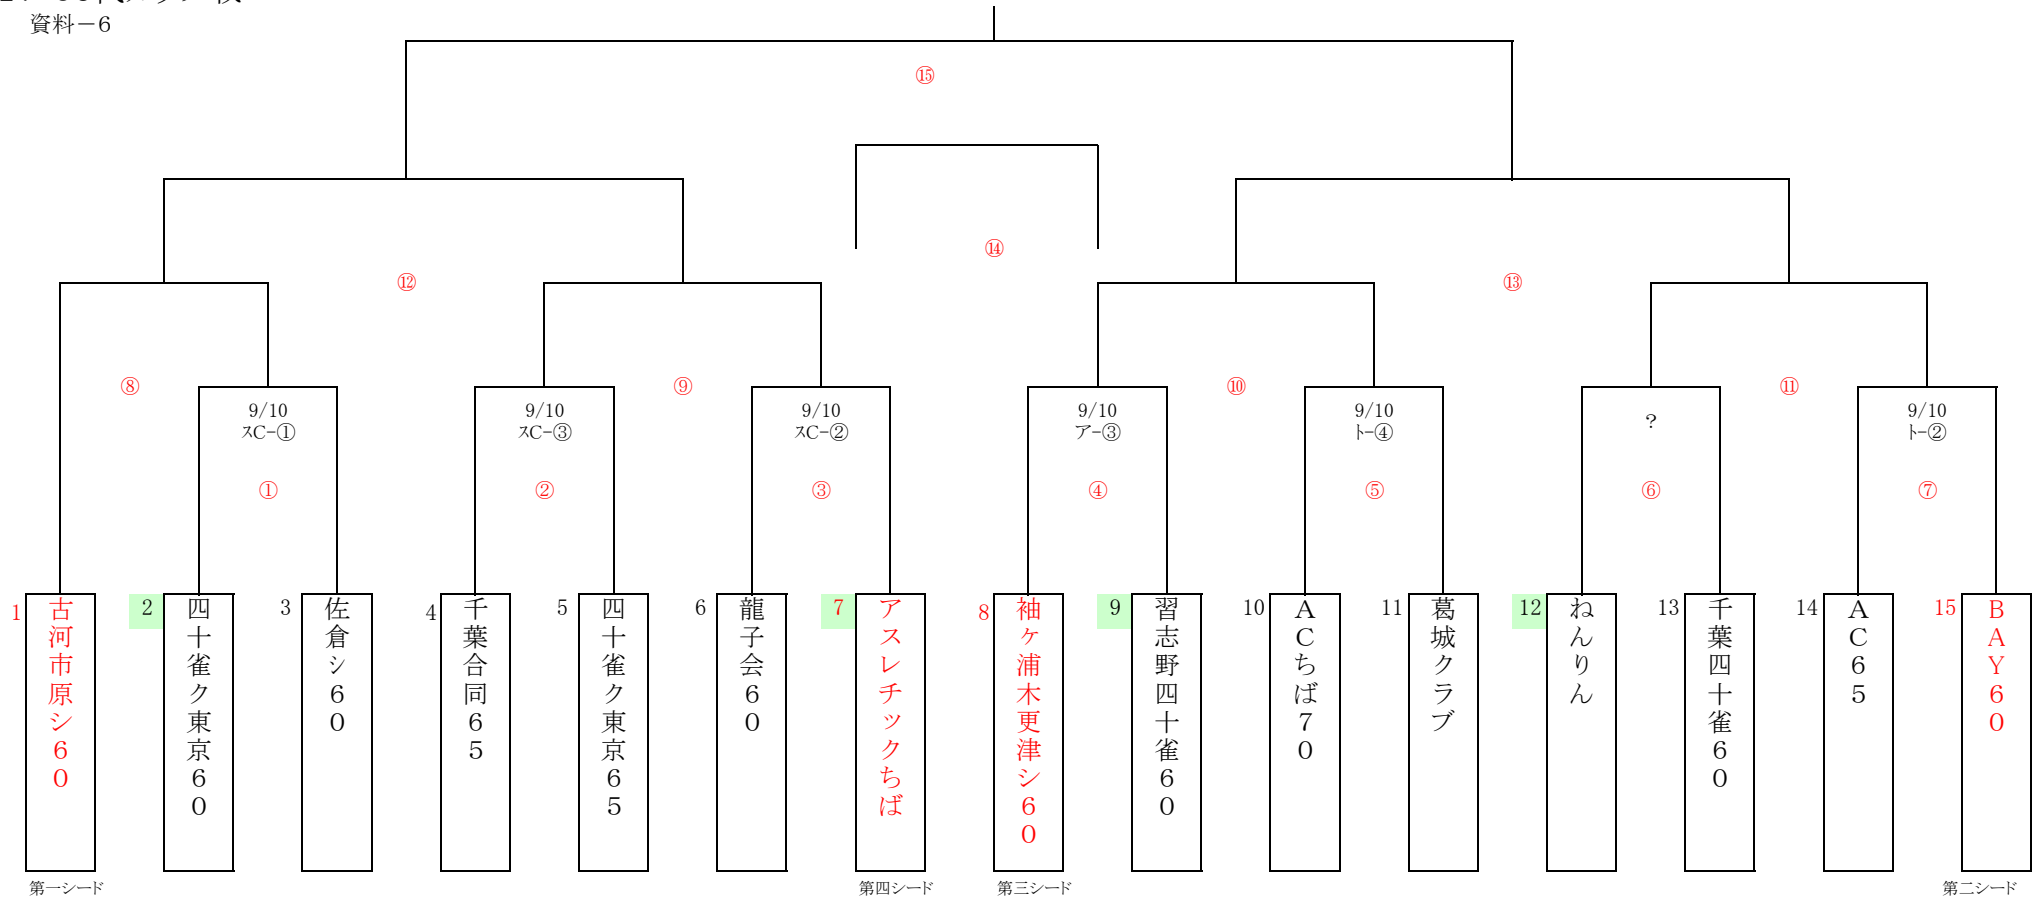 資料－6
⑮
⑭
⑫
⑬
⑧
⑨
⑩
⑪
9/10
ｽC-①
9/10
ｽC-③
9/10
ｽC-②
9/10
ア-③
9/10
ﾄ-④
？
9/10
ﾄ-②
①
②
③
④
⑤
⑥
⑦
1
古河市原シ６０
2
四十雀ク東京６０
3
佐倉シ６０
4
千葉合同６５
5
四十雀ク東京６５
6
龍子会６０
7
アスレチックちば
8
袖ヶ浦木更津シ６０
9
習志野四十雀６０
10
ＡＣちば７０
11
葛城クラブ
12
ねんりん
13
千葉四十雀６０
14
ＡＣ６５
15
ＢＡＹ６０
第一シード
第四シード
第三シード
第二シード